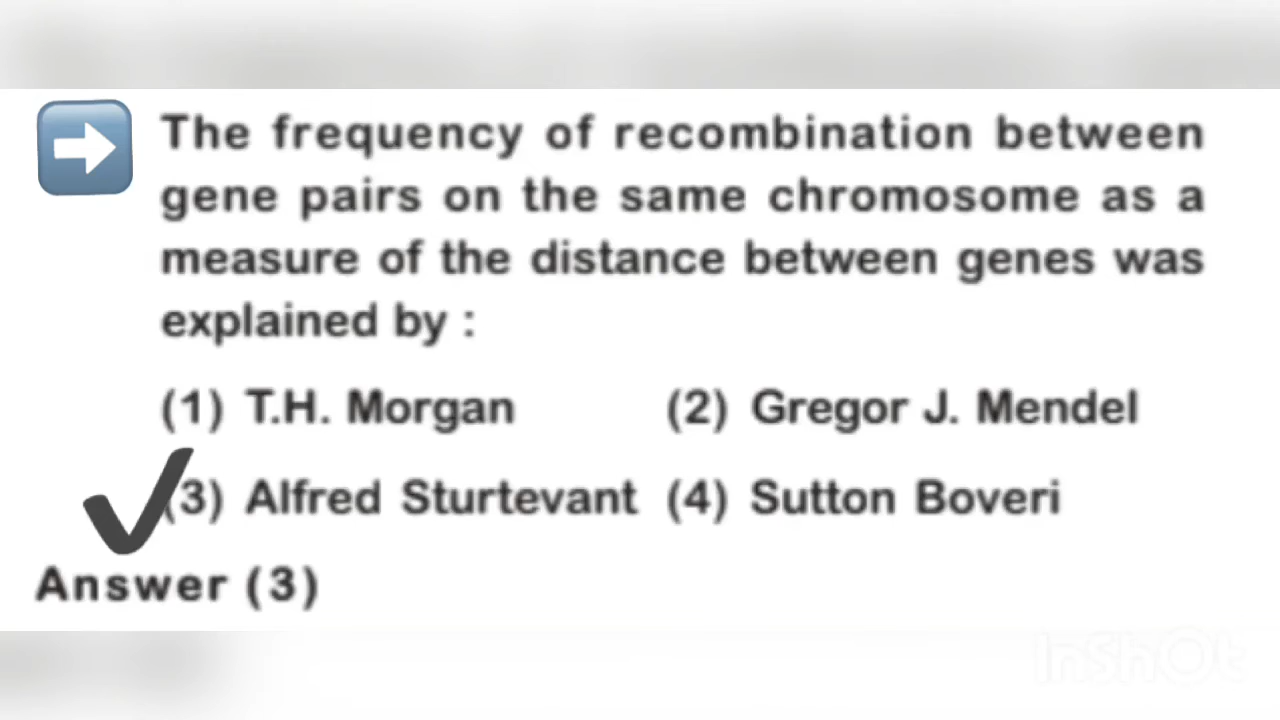 The frequency of recombination between
gene pairs on the same chromosome as a
measure of the distance between genes was
explained by :
(1) T.H. Morgan (2) Gregor J. Mendel
(3) Alfred Sturtevant (4) Sutton Boveri
Answer (3)
InShOt